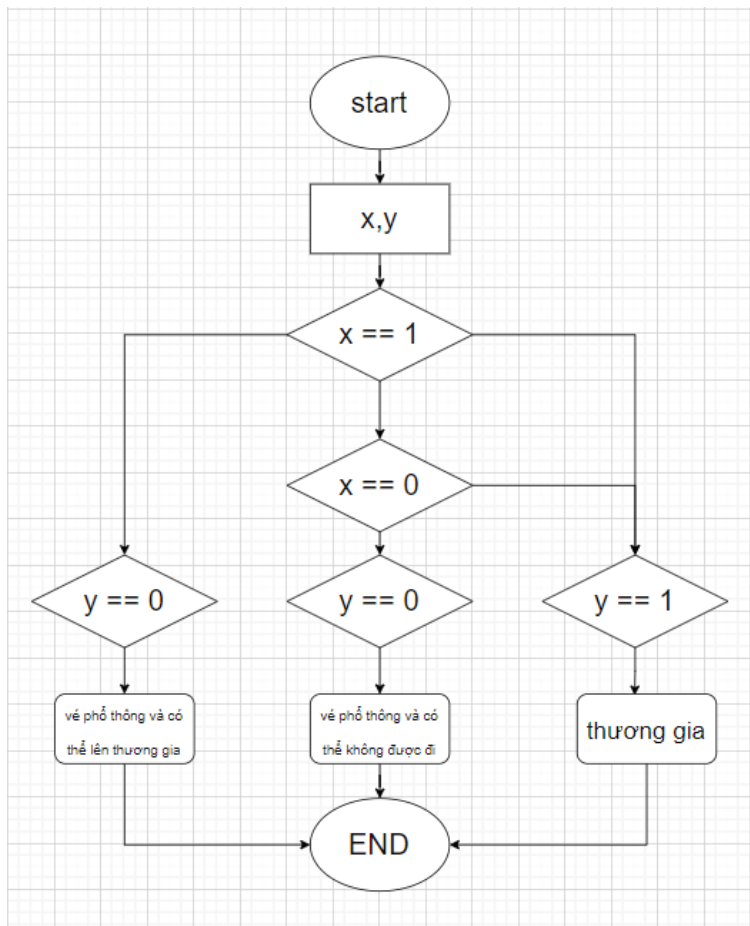 start
x,y
x == 1
x == 0
y == 0
y == 0
y == 1
vé phổ thông và có
thể lên thương gia
vé phổ thông và có
thể không được đi
thương gia
END